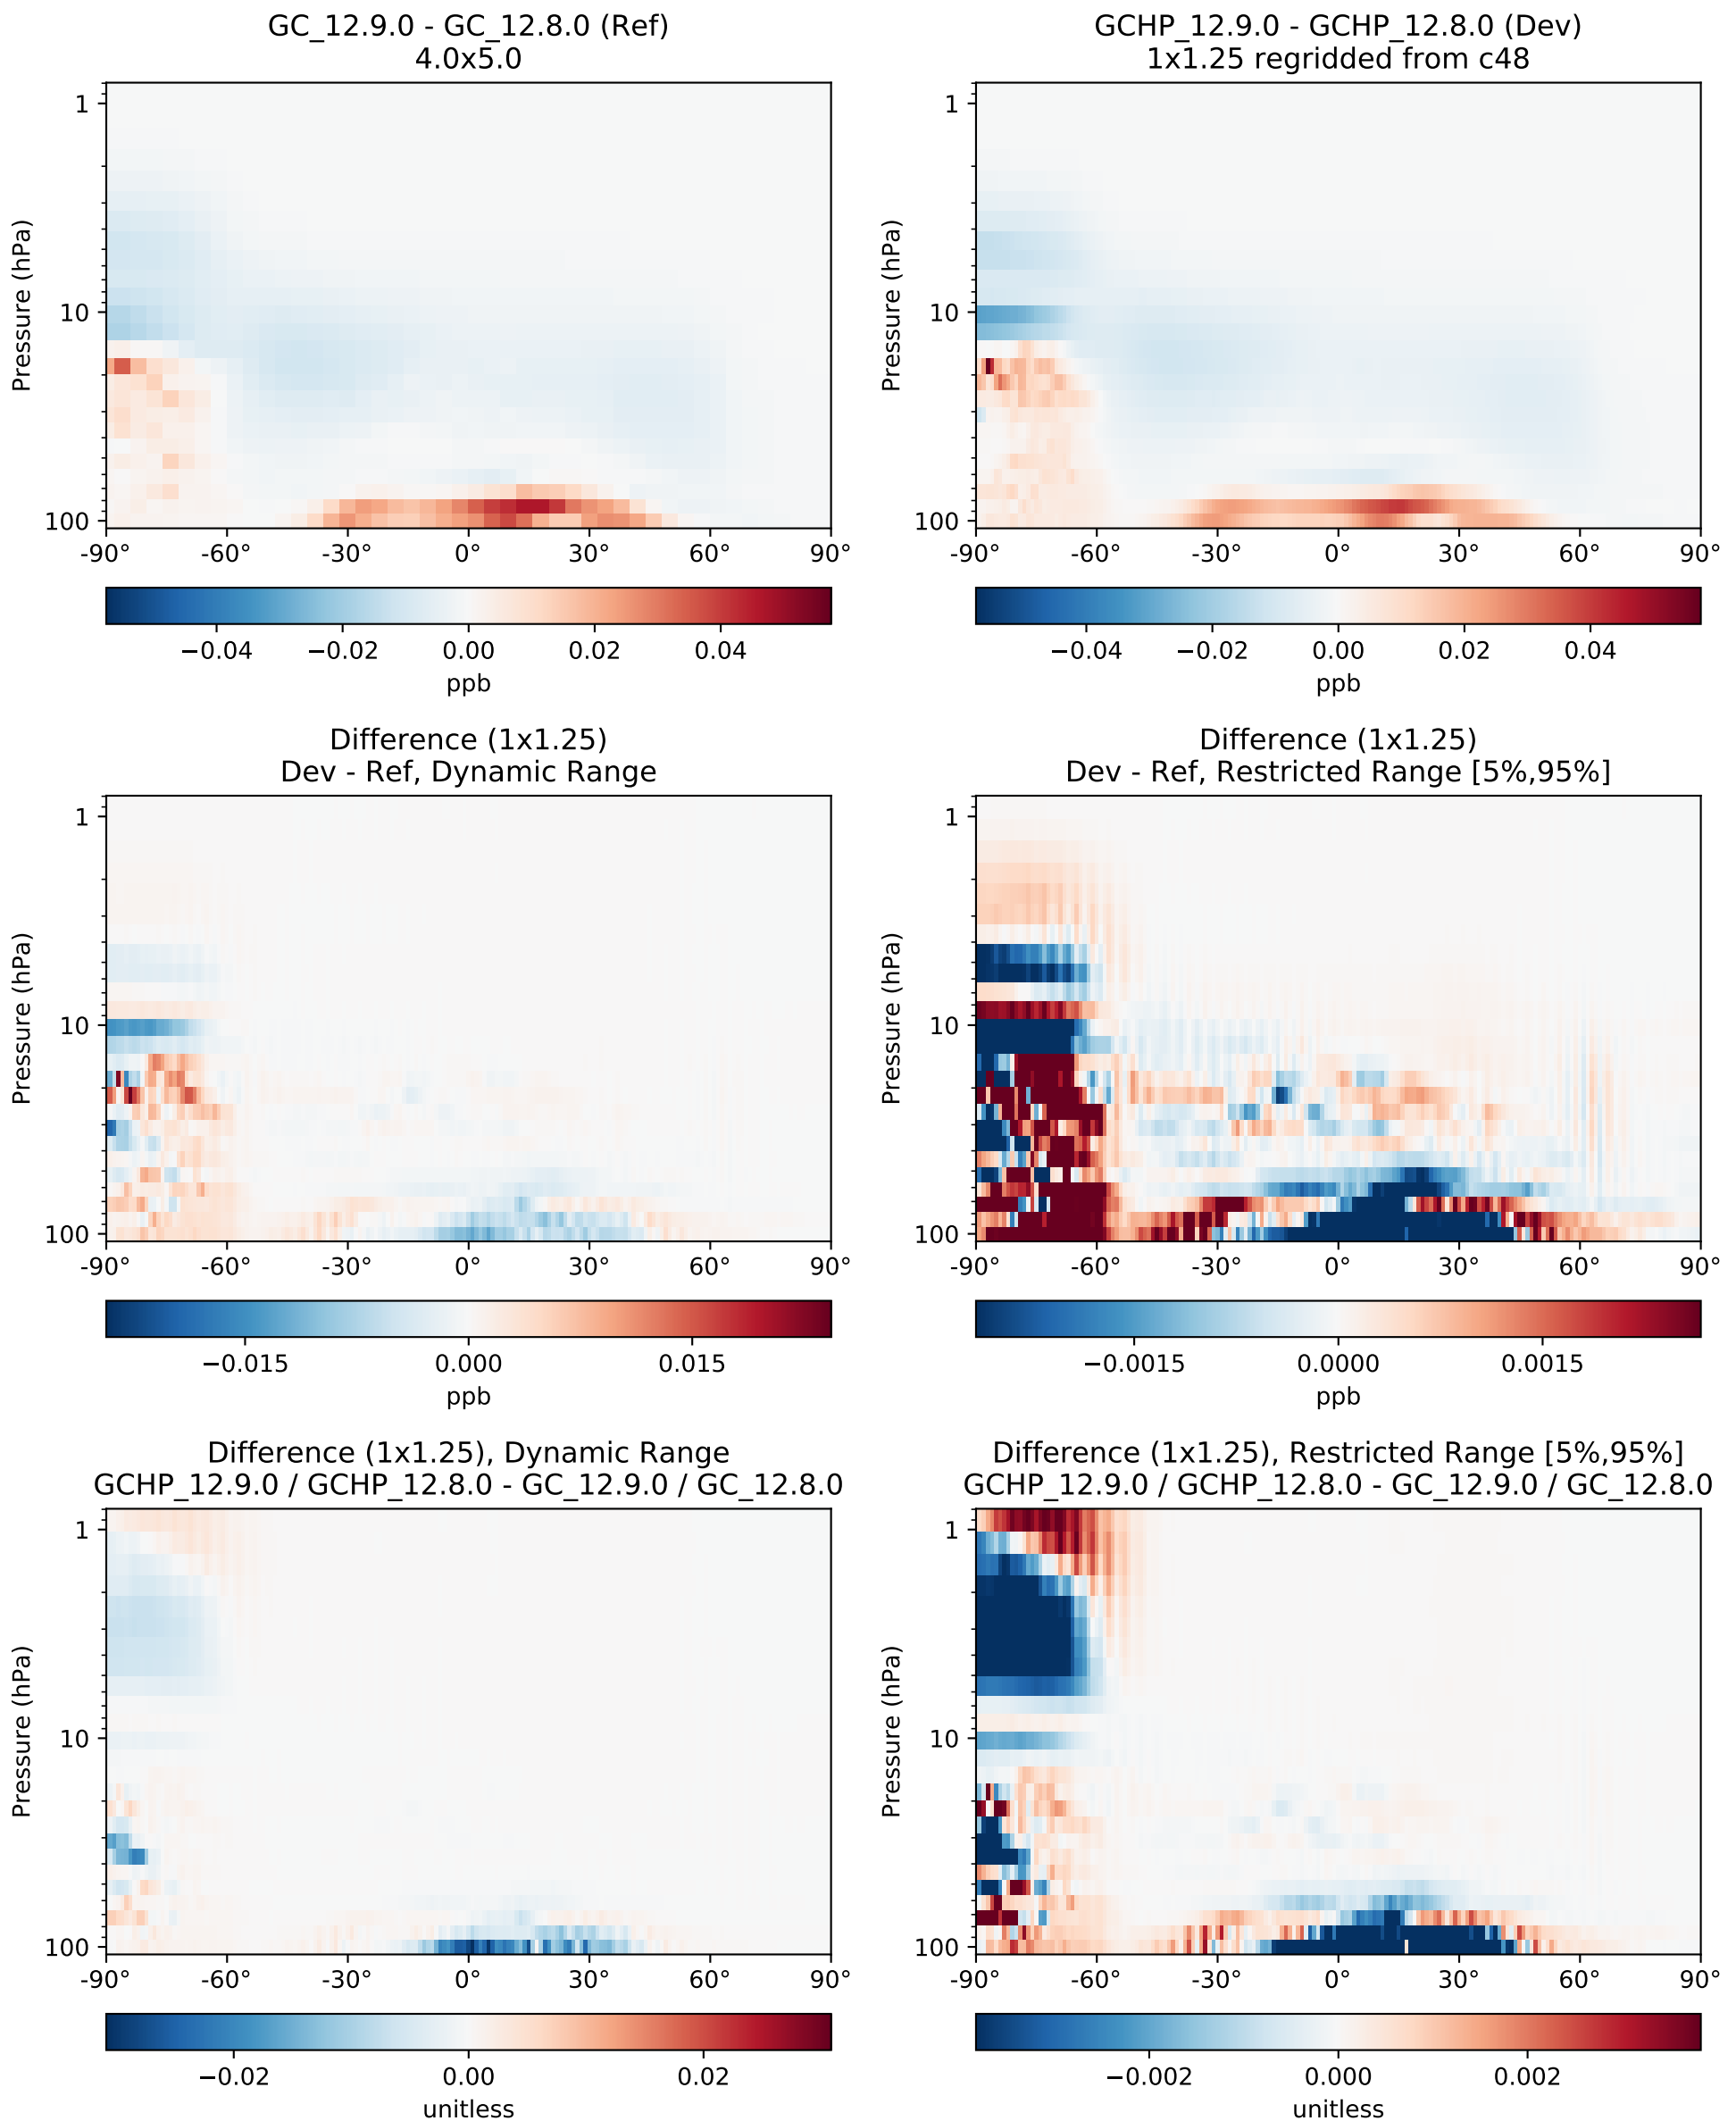 GC_12.9.0 - GC_12.8.0 (Ref)
4.0x5.0
Pressure (hPa)
1
10
100
-90° -60° -30° 0° 30° 60° 90°
−0.04 −0.02 0.00 0.02 0.04
ppb
GCHP_12.9.0 - GCHP_12.8.0 (Dev)
1x1.25 regridded from c48
Pressure (hPa)
1
10
100
-90° -60° -30° 0° 30° 60° 90°
−0.04 −0.02 0.00 0.02 0.04
ppb
Difference (1x1.25)
Dev - Ref, Dynamic Range
Pressure (hPa)
1
10
100
-90° -60° -30° 0° 30° 60° 90°
−0.015 0.000 0.015
ppb
Difference (1x1.25)
Dev - Ref, Restricted Range [5%,95%]
Pressure (hPa)
1
10
100
-90° -60° -30° 0° 30° 60° 90°
−0.0015 0.0000 0.0015
ppb
Difference (1x1.25), Dynamic Range
GCHP_12.9.0 / GCHP_12.8.0 - GC_12.9.0 / GC_12.8.0
Pressure (hPa)
1
10
100
-90° -60° -30° 0° 30° 60° 90°
−0.02 0.00 0.02
unitless
Difference (1x1.25), Restricted Range [5%,95%]
GCHP_12.9.0 / GCHP_12.8.0 - GC_12.9.0 / GC_12.8.0
Pressure (hPa)
1
10
100
-90° -60° -30° 0° 30° 60° 90°
−0.002 0.000 0.002
unitless